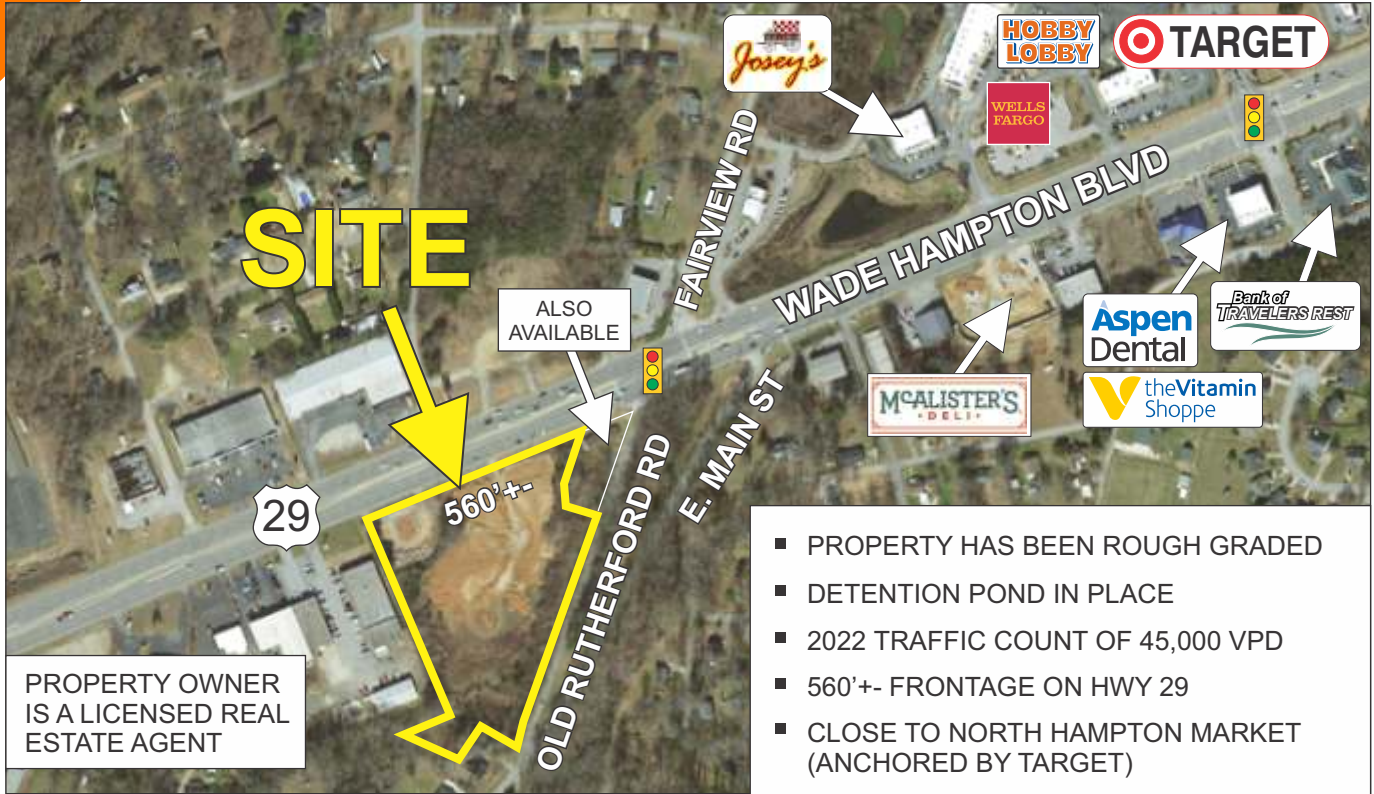 Josey's
HOBBY
LOBBY
TARGET
WELLS
FARGO
FAIRVIEW RD
WADE HAMPTON BLVD
SITE
ALSO
AVAILABLE
Aspen
Dental
Bank of
TRAVELERS REST
McALISTER'S
• DELI •
theVitamin
Shoppe
E. MAIN ST
OLD RUTHERFORD RD
560'+-
29
PROPERTY OWNER
IS A LICENSED REAL
ESTATE AGENT
▪ PROPERTY HAS BEEN ROUGH GRADED
▪ DETENTION POND IN PLACE
▪ 2022 TRAFFIC COUNT OF 45,000 VPD
▪ 560'+- FRONTAGE ON HWY 29
▪ CLOSE TO NORTH HAMPTON MARKET
(ANCHORED BY TARGET)